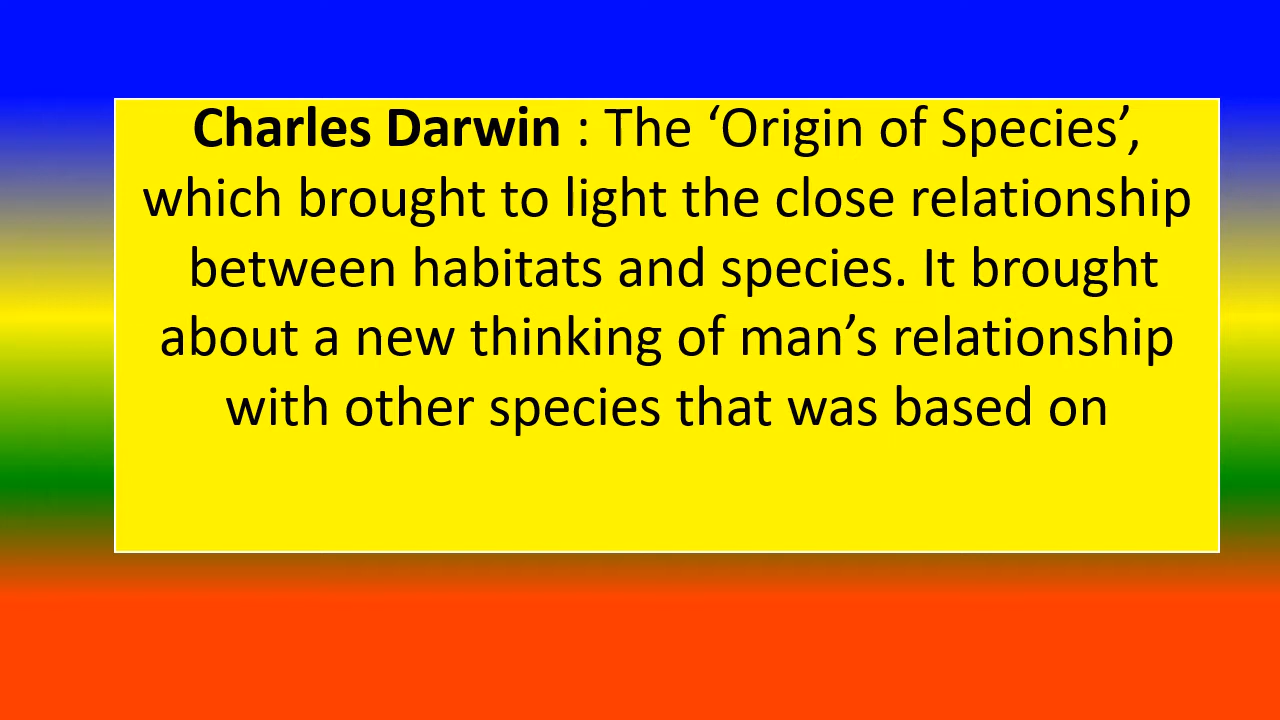 Charles Darwin : The ‘Origin of Species’,
which brought to light the close relationship
between habitats and species. It brought
about a new thinking of man’s relationship
with other species that was based on